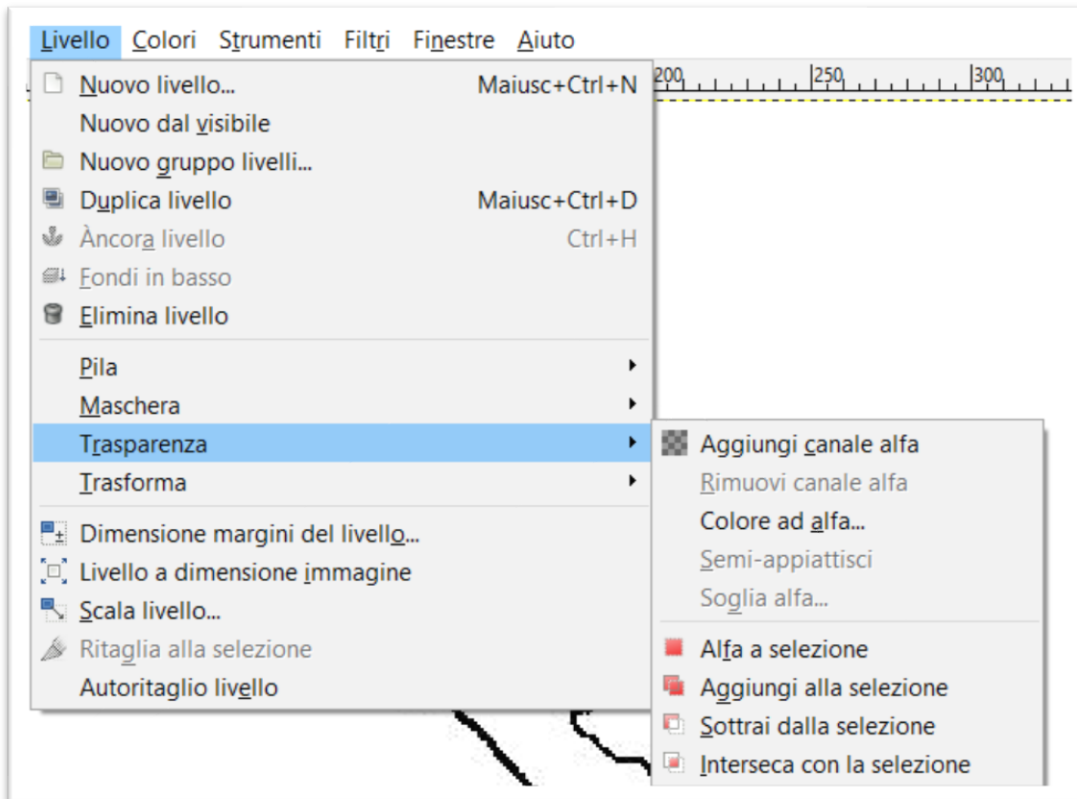 Livello Colori Strumenti Filtri Finestre Aiuto
200 250 300
Nuovo livello... Maiusc+Ctrl+N
Nuovo dal visibile
Nuovo gruppo livelli...
Duplica livello Maiusc+Ctrl+D
Àncora livello Ctrl+H
Fondi in basso
Elimina livello
Pila
Maschera
Trasparenza
Trasforma
Dimensione margini del livello...
Livello a dimensione immagine
Scala livello...
Ritaglia alla selezione
Autoritaglio livello
Aggiungi canale alfa
Rimuovi canale alfa
Colore ad alfa...
Semi-appiattisci
Soglia alfa...
Alfa a selezione
Aggiungi alla selezione
Sottrai dalla selezione
Interseca con la selezione